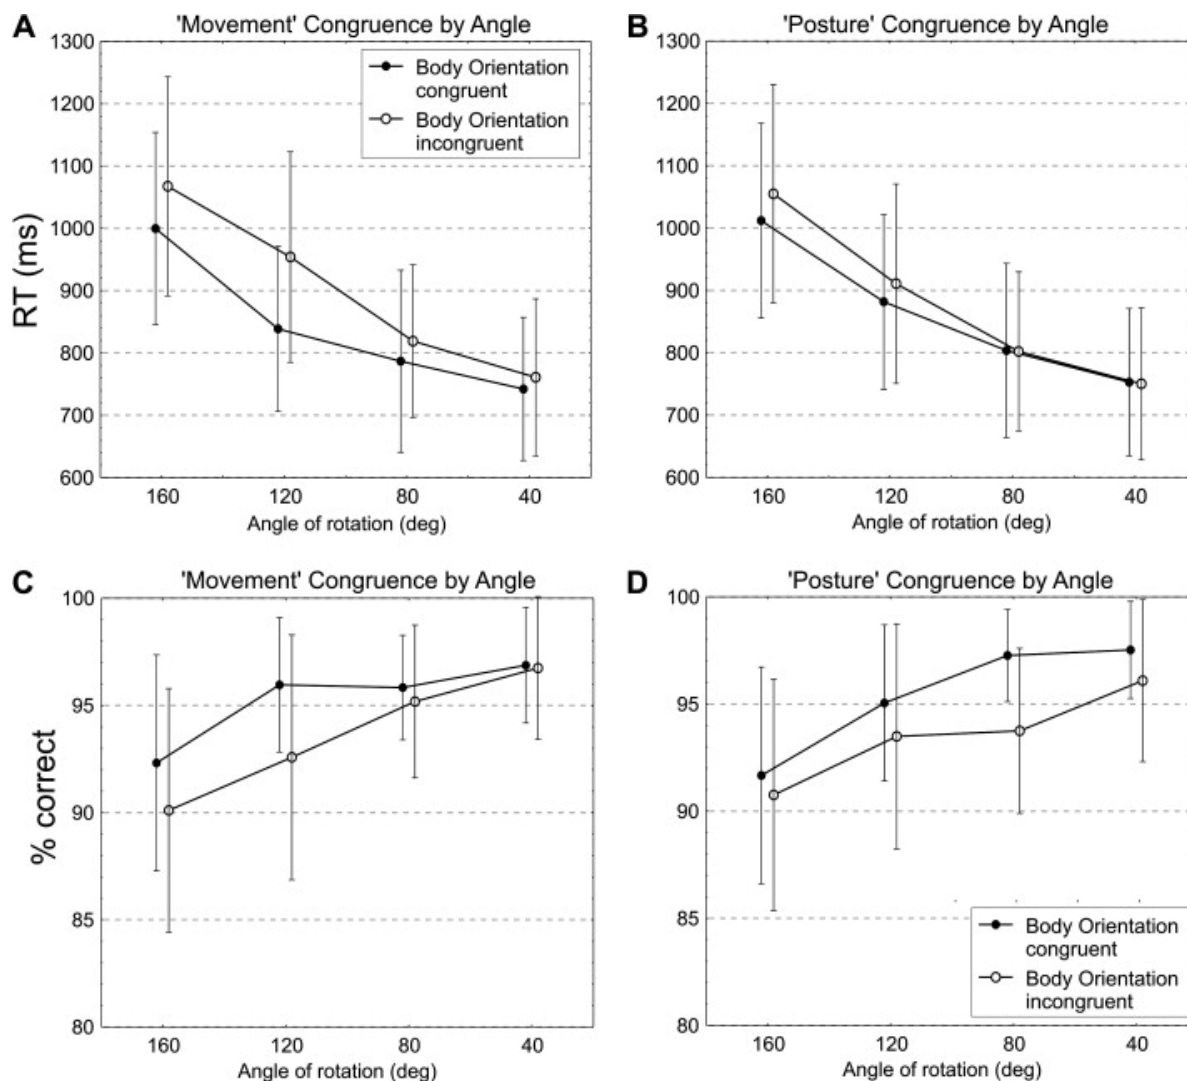 A
'Movement' Congruence by Angle
1300
1200
1100
1000
900
800
700
600
RT (ms)
Body Orientation
congruent
Body Orientation
incongruent
160
120
80
40
Angle of rotation (deg)
B
'Posture' Congruence by Angle
1300
1200
1100
1000
900
800
700
600
160
120
80
40
Angle of rotation (deg)
C
'Movement' Congruence by Angle
100
95
90
85
80
% correct
160
120
80
40
Angle of rotation (deg)
D
'Posture' Congruence by Angle
100
95
90
85
80
Body Orientation
congruent
Body Orientation
incongruent
160
120
80
40
Angle of rotation (deg)